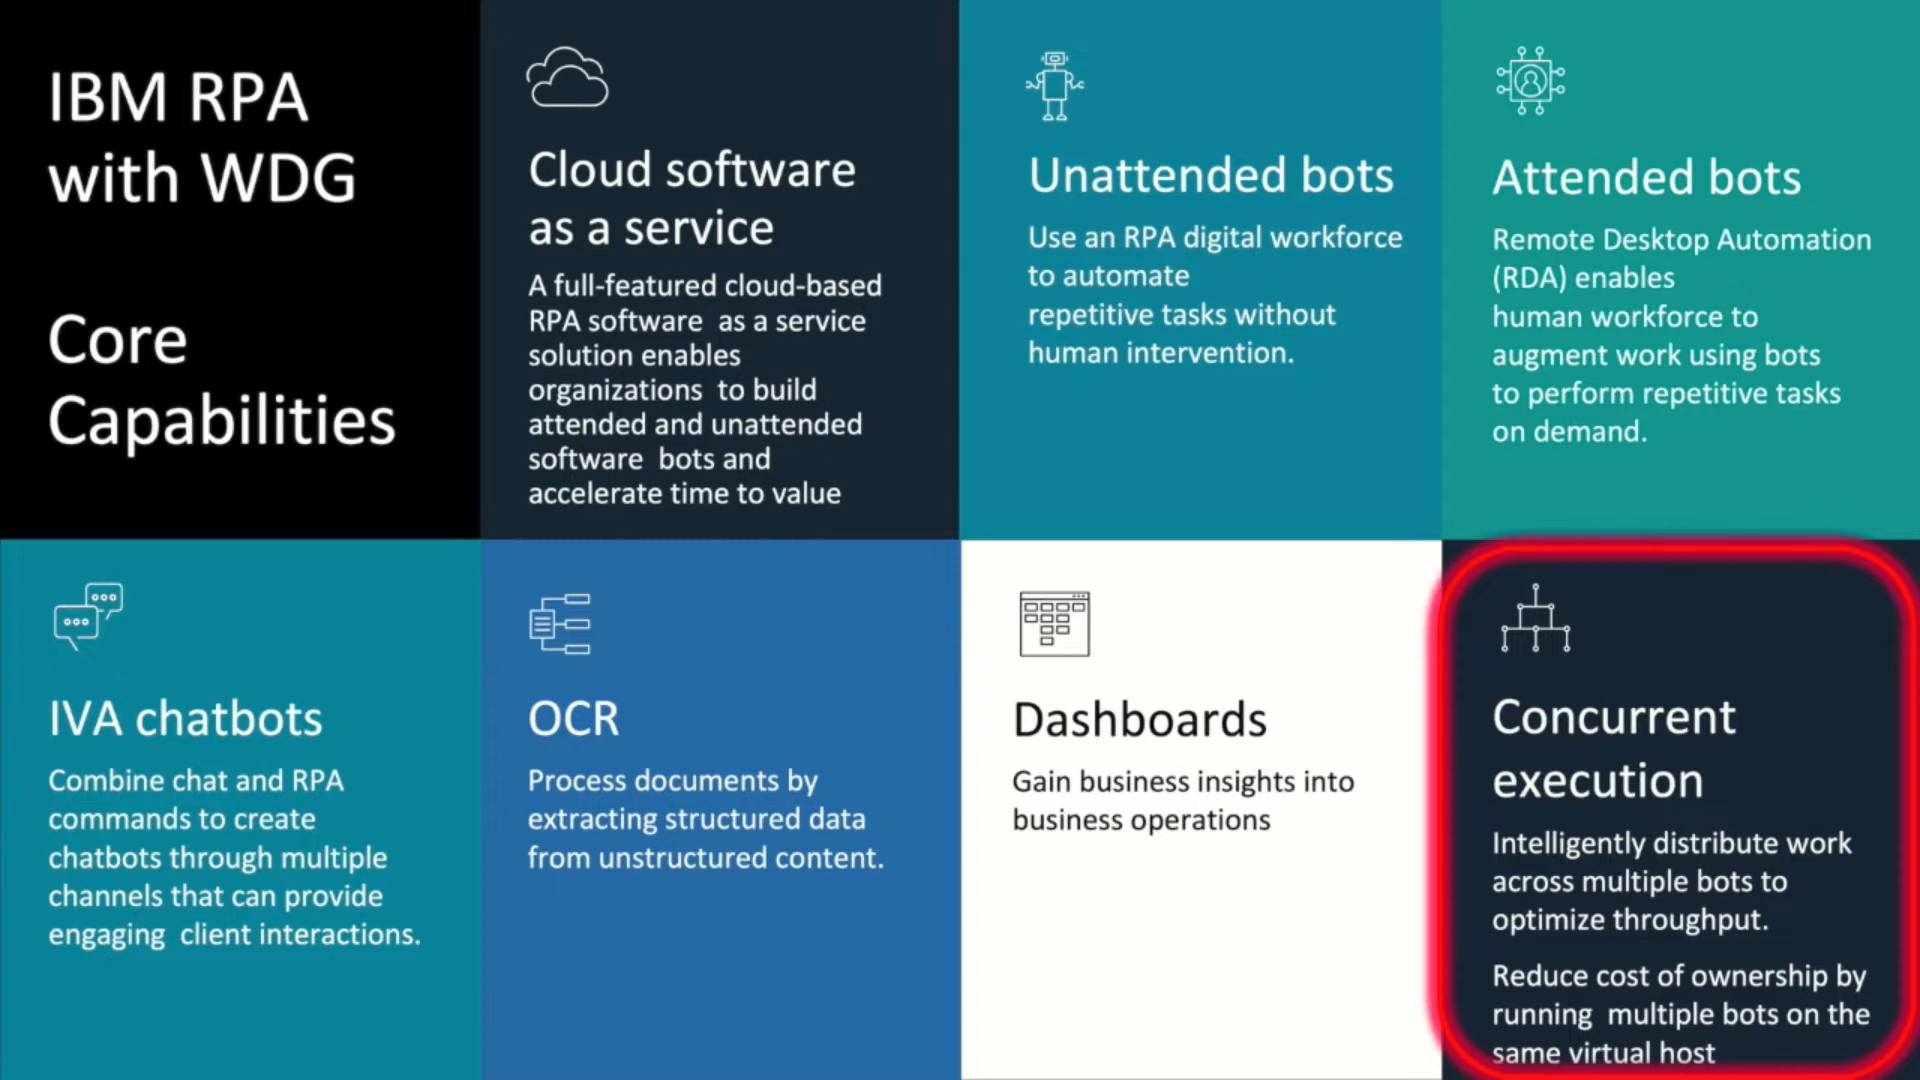 IBM RPA
with WDG
Core
Capabilities
Cloud software
as a service
A full-featured cloud-based
RPA software as a service
solution enables
organizations to build
attended and unattended
software bots and
accelerate time to value
Unattended bots
Use an RPA digital workforce
to automate
repetitive tasks without
human intervention.
Attended bots
Remote Desktop Automation
(RDA) enables
human workforce to
augment work using bots
to perform repetitive tasks
on demand.
IVA chatbots
Combine chat and RPA
commands to create
chatbots through multiple
channels that can provide
engaging client interactions.
OCR
Process documents by
extracting structured data
from unstructured content.
Dashboards
Gain business insights into
business operations
Concurrent
execution
Intelligently distribute work
across multiple bots to
optimize throughput.
Reduce cost of ownership by
running multiple bots on the
same virtual host